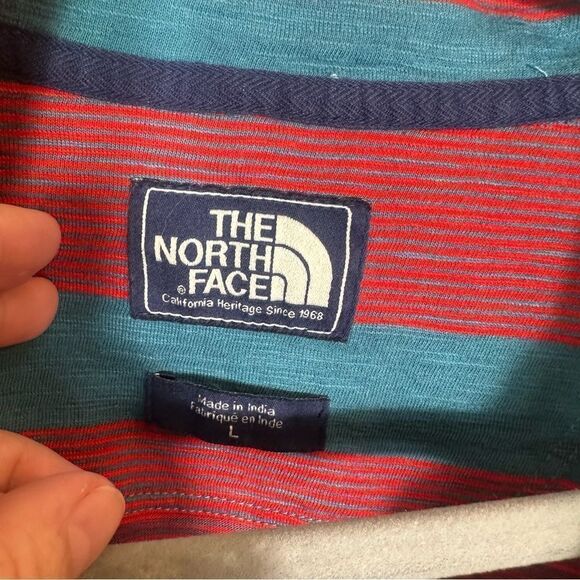 THE
NORTH
FACE
©
California Heritage Since 1968
Made in India
Fabriqué en Inde
L